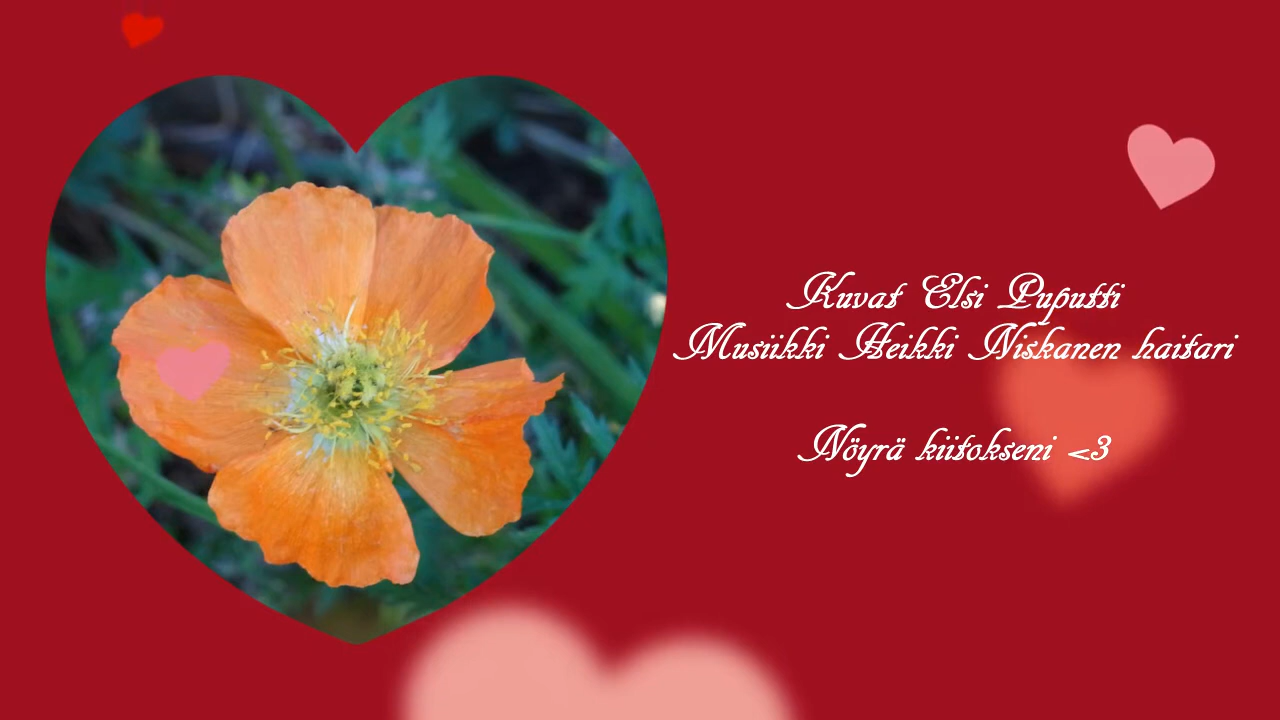 Kuvat Elsi Puputti
Musiikki Heikki Niskanen haitari
Nöyrä kiitokseni <3